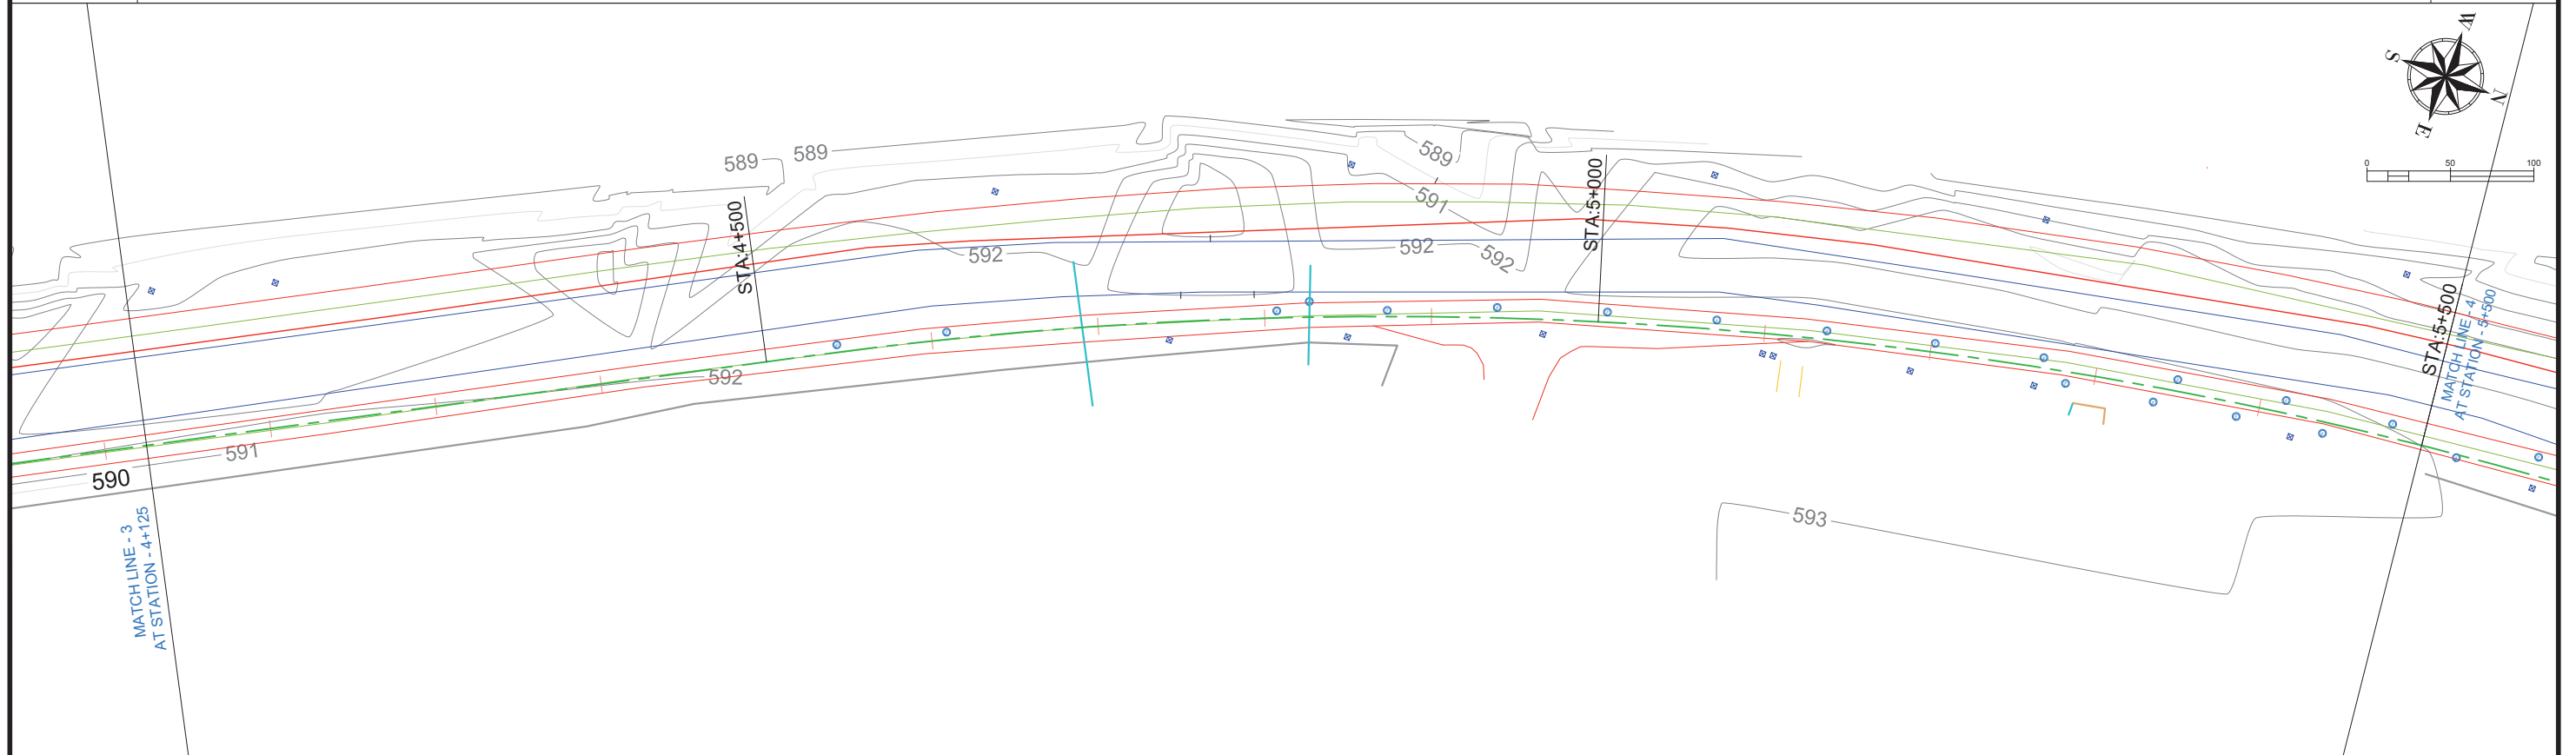 W
S
N
E
0 50 100
589
589
589
591
STA:4+500
STA:5+000
592
592
592
STA:5+500
MATCH LINE - 4
AT STATION - 5+500
592
591
590
593
MATCH LINE - 3
AT STATION - 4+125